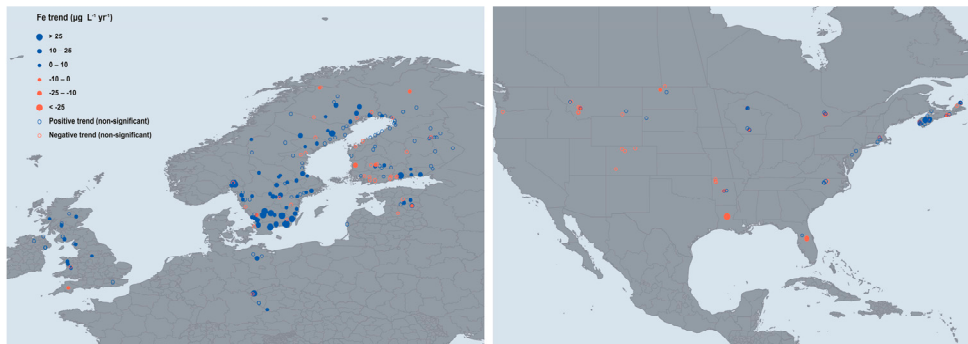 Fe trend (µg L⁻¹ yr⁻¹)
> 25
10 – 25
0 – 10
-10 – 0
-25 – -10
< -25
Positive trend (non-significant)
Negative trend (non-significant)